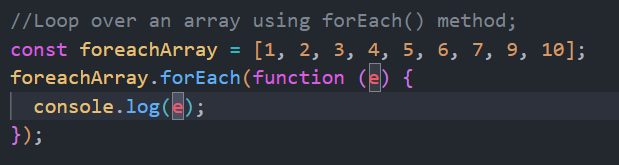 //Loop over an array using forEach() method;
const foreachArray = [1, 2, 3, 4, 5, 6, 7, 9, 10];
foreachArray.forEach(function (e) {
  console.log(e);
});